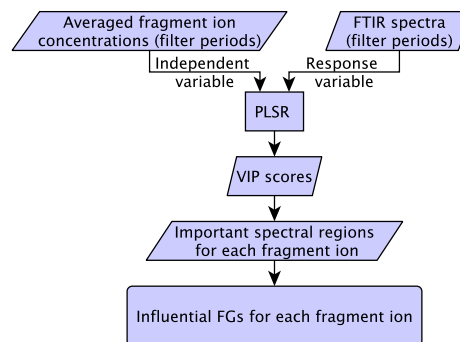 Averaged fragment ion
concentrations (filter periods)
FTIR spectra
(filter periods)
Independent
variable
Response
variable
PLSR
VIP scores
Important spectral regions
for each fragment ion
Influential FGs for each fragment ion